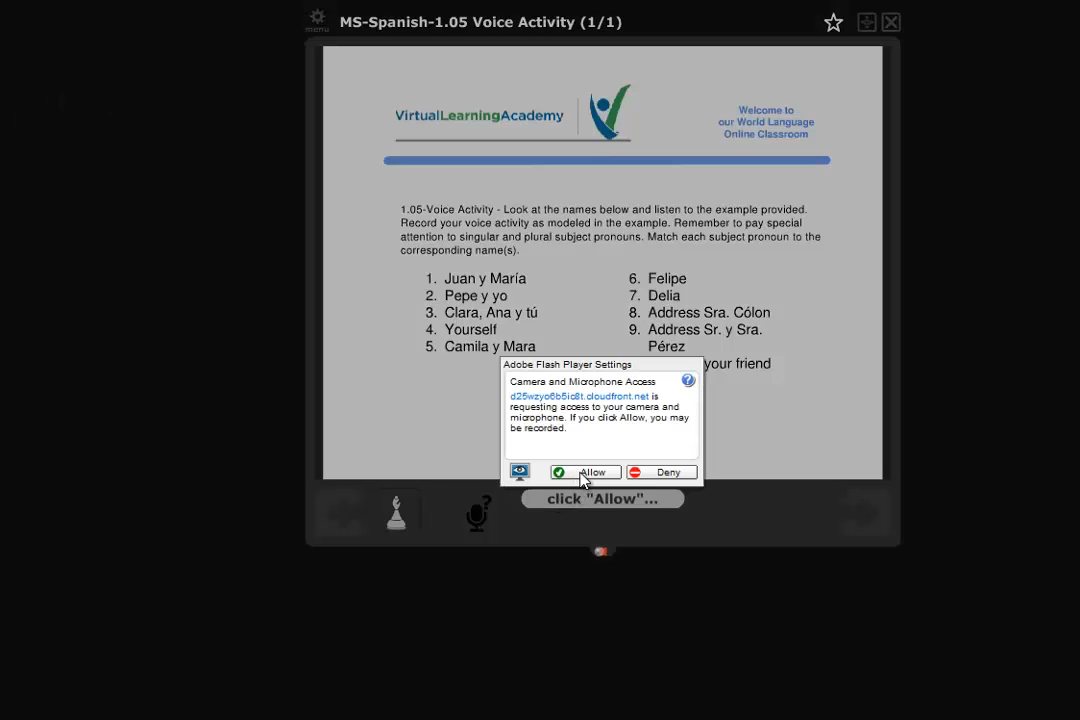 menu
MS-Spanish-1.05 Voice Activity (1/1)
VirtualLearningAcademy
Welcome to
our World Language
Online Classroom
1.05-Voice Activity - Look at the names below and listen to the example provided.
Record your voice activity as modeled in the example. Remember to pay special
attention to singular and plural subject pronouns. Match each subject pronoun to the
corresponding name(s).
1. Juan y María
2. Pepe y yo
3. Clara, Ana y tú
4. Yourself
5. Camila y Mara
6. Felipe
7. Delia
8. Address Sra. Cólon
9. Address Sr. y Sra.
Pérez
your friend
Adobe Flash Player Settings
Camera and Microphone Access
?
d25wzyo6b5ic8t.cloudfront.net is
requesting access to your camera and
microphone. If you click Allow, you may
be recorded.
Allow
Deny
click "Allow"...
?